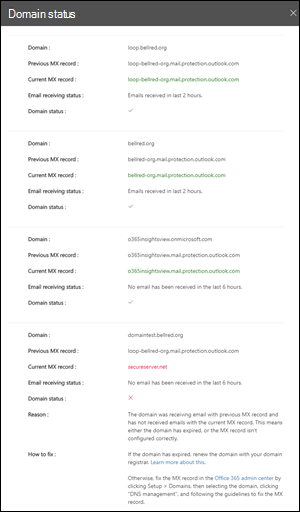 Domain status
Domain : loop.bellred.org
Previous MX record : loop-bellred-org.mail.protection.outlook.com
Current MX record : loop-bellred-org.mail.protection.outlook.com
Email receiving status : Emails received in last 2 hours.
Domain status : ✓
Domain : bellred.org
Previous MX record : bellred-org.mail.protection.outlook.com
Current MX record : bellred-org.mail.protection.outlook.com
Email receiving status : Emails received in last 2 hours.
Domain status : ✓
Domain : o365insightsview.onmicrosoft.com
Previous MX record : o365insightsview.mail.protection.outlook.com
Current MX record : o365insightsview.mail.protection.outlook.com
Email receiving status : No email has been received in the last 6 hours.
Domain status : ✓
Domain : domaintest.bellred.org
Previous MX record : loop-bellred-org.mail.protection.outlook.com
Current MX record : secureserver.net
Email receiving status : No email has been received in the last 6 hours.
Domain status : ✕
Reason : The domain was receiving email with previous MX record and
has not received emails with the current MX record. This means
either the domain has expired, or the MX record isn't
configured correctly.
How to fix : If the domain has expired, renew the domain with your domain
registrar. Learn more about this.
Otherwise, fix the MX record in the Office 365 admin center by
clicking Setup > Domains, then selecting the domain, clicking
"DNS management", and following the guidelines to fix the MX
record.